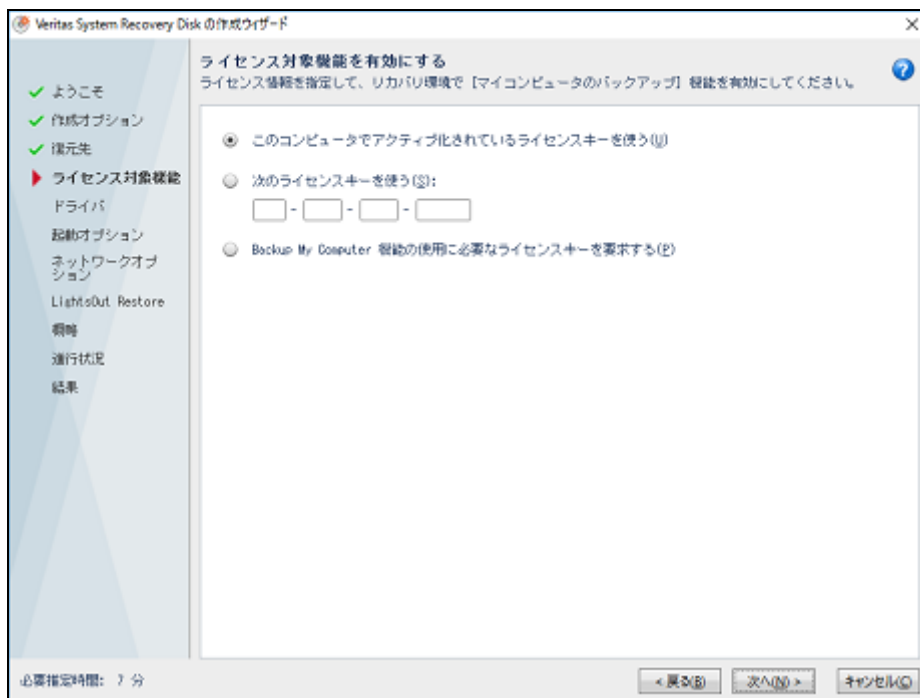 Veritas System Recovery Disk の作成ウィザード
ライセンス対象機能を有効にする
ライセンス情報を指定して、リカバリ環境で [マイコンピュータのバックアップ] 機能を有効にしてください。
ようこそ
作成オプション
復元先
ライセンス対象機能
ドライバ
起動オプション
ネットワークオプ
ション
LightsOut Restore
概略
進行状況
結果
このコンピュータでアクティブ化されているライセンスキーを使う(U)
次のライセンスキーを使う(S):
- - -
Backup My Computer 機能の使用に必要なライセンスキーを要求する(P)
必要推定時間: 7 分
< 戻る(B)
次へ(N) >
キャンセル(C)